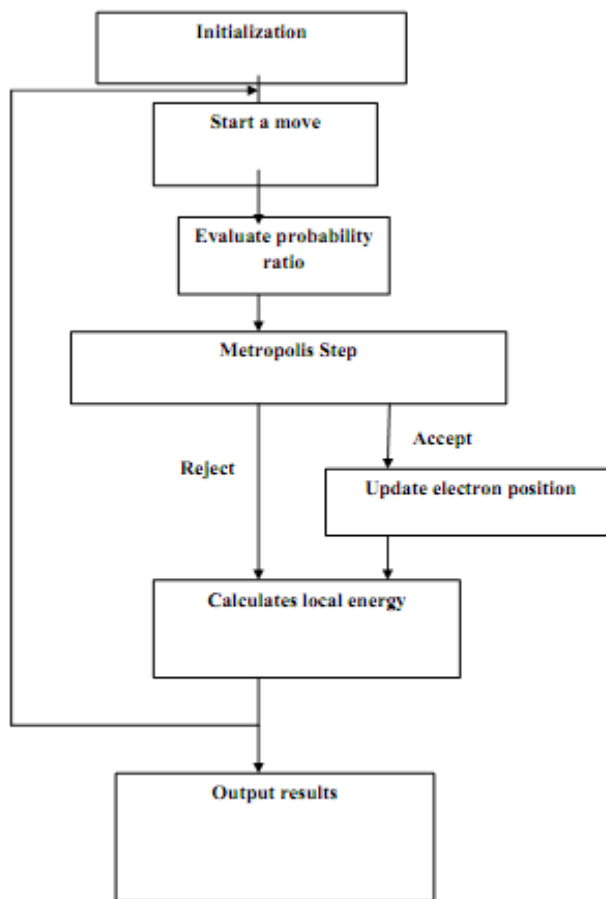 Initialization
Start a move
Evaluate probability
ratio
Metropolis Step
Accept
Reject
Update electron position
Calculates local energy
Output results